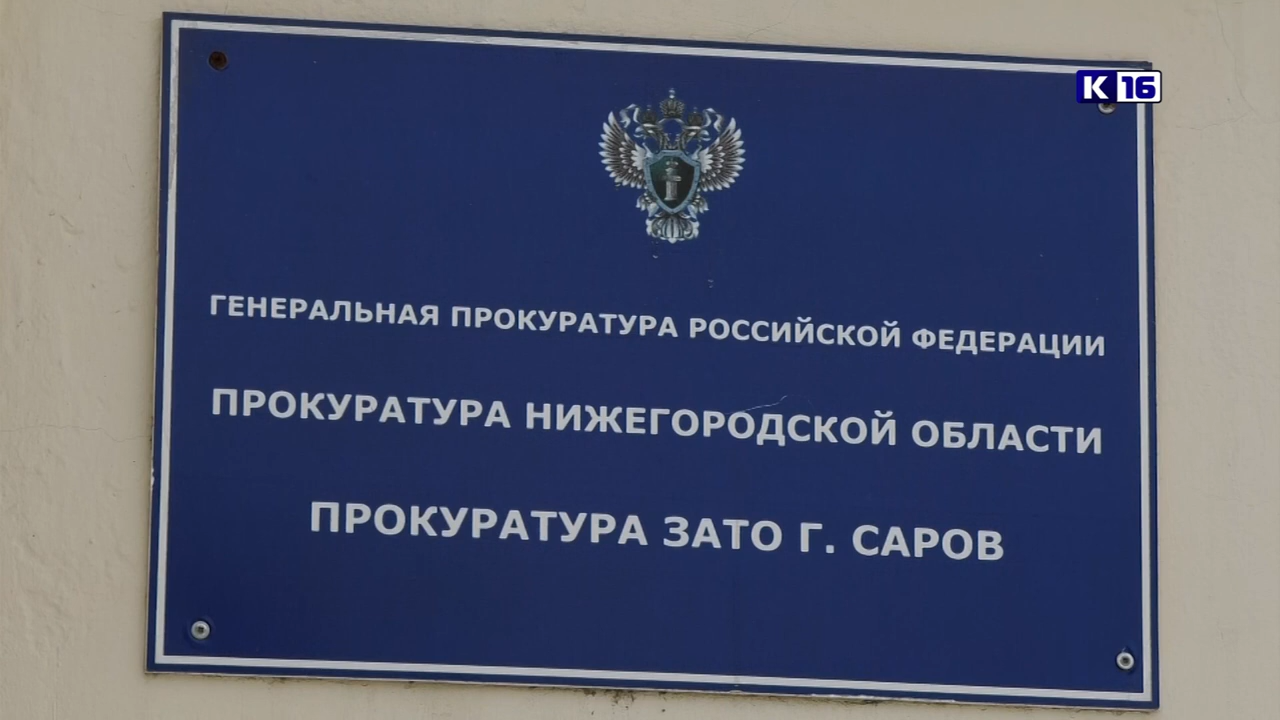 К 16
ГЕНЕРАЛЬНАЯ ПРОКУРАТУРА РОССИЙСКОЙ ФЕДЕРАЦИИ
ПРОКУРАТУРА НИЖЕГОРОДСКОЙ ОБЛАСТИ
ПРОКУРАТУРА ЗАТО Г. САРОВ